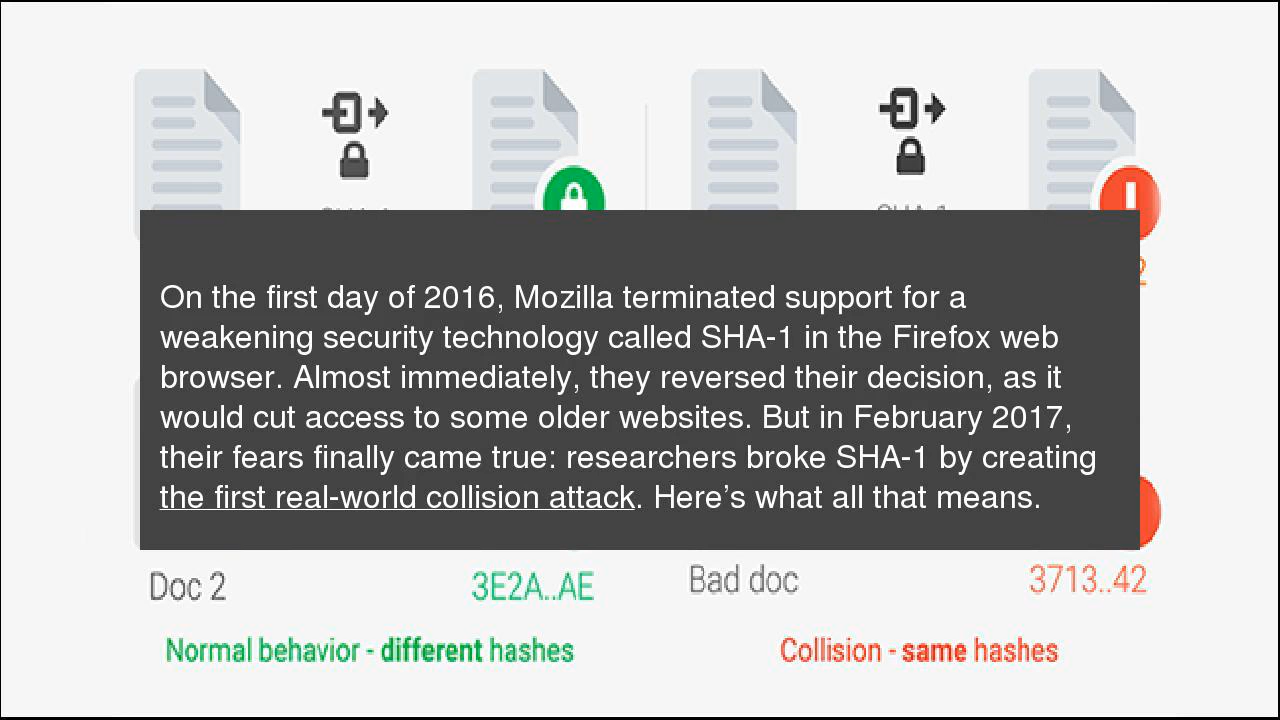 On the first day of 2016, Mozilla terminated support for a
weakening security technology called SHA-1 in the Firefox web
browser. Almost immediately, they reversed their decision, as it
would cut access to some older websites. But in February 2017,
their fears finally came true: researchers broke SHA-1 by creating
the first real-world collision attack. Here’s what all that means.
Doc 2
3E2A..AE
Bad doc
3713..42
Normal behavior - different hashes
Collision - same hashes